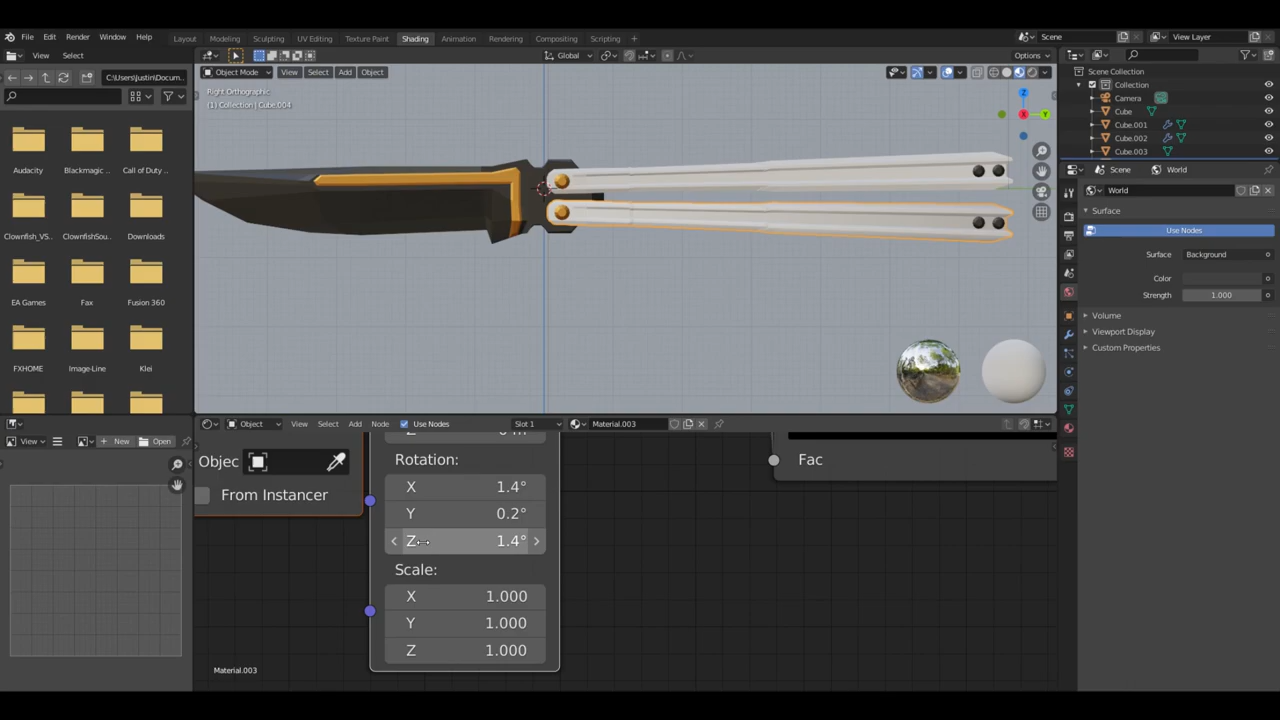 File Edit Render Window Help Layout Modeling Sculpting UV Editing Texture Paint Shading Animation Rendering Compositing Scripting + Scene View Layer
View Select Global Options
C:\Users\justin\Docum... Object Mode View Select Add Object
Right Orthographic
(1) Collection | Cube.004
Scene Collection
Collection
Camera
Cube
Cube.001
Cube.002
Cube.003
Audacity Blackmagic .. Call of Duty ...
Clownfish_VS.. ClownfishSou.. Downloads
EA Games Fax Fusion 360
FXHOME Image-Line Klei
Z
Y
X
Scene World
World
Surface
Use Nodes
Surface Background
Color
Strength 1.000
Volume
Viewport Display
Custom Properties
View New Open
Object View Select Add Node Use Nodes Slot 1 Material.003
Objec
From Instancer
Rotation:
X 1.4°
Y 0.2°
Z 1.4°
Scale:
X 1.000
Y 1.000
Z 1.000
Fac
Material.003